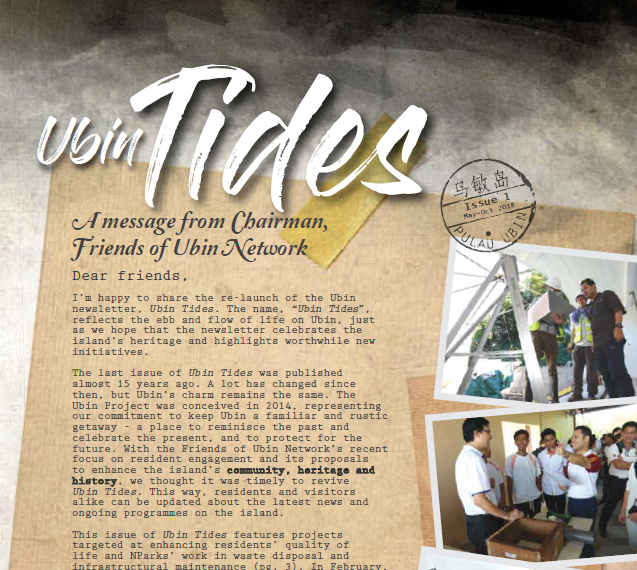 Ubin Tides
乌敏岛
Issue 1
May-Oct 2018
PULAU UBIN
A message from Chairman,
Friends of Ubin Network
Dear friends,
I'm happy to share the re-launch of the Ubin
newsletter, Ubin Tides. The name, “Ubin Tides”,
reflects the ebb and flow of life on Ubin, just
as we hope that the newsletter celebrates the
island's heritage and highlights worthwhile new
initiatives.
The last issue of Ubin Tides was published
almost 15 years ago. A lot has changed since
then, but Ubin's charm remains the same. The
Ubin Project was conceived in 2014, representing
our commitment to keep Ubin a familiar and rustic
getaway – a place to reminisce the past and
celebrate the present, and to protect for the
future. With the Friends of Ubin Network's recent
focus on resident engagement and its proposals
to enhance the island's community, heritage and
history, we thought it was timely to revive
Ubin Tides. This way, residents and visitors
alike can be updated about the latest news and
ongoing programmes on the island.
This issue of Ubin Tides features projects
targeted at enhancing residents' quality of
life and NParks' work in waste disposal and
infrastructural maintenance (pg. 3). In February,